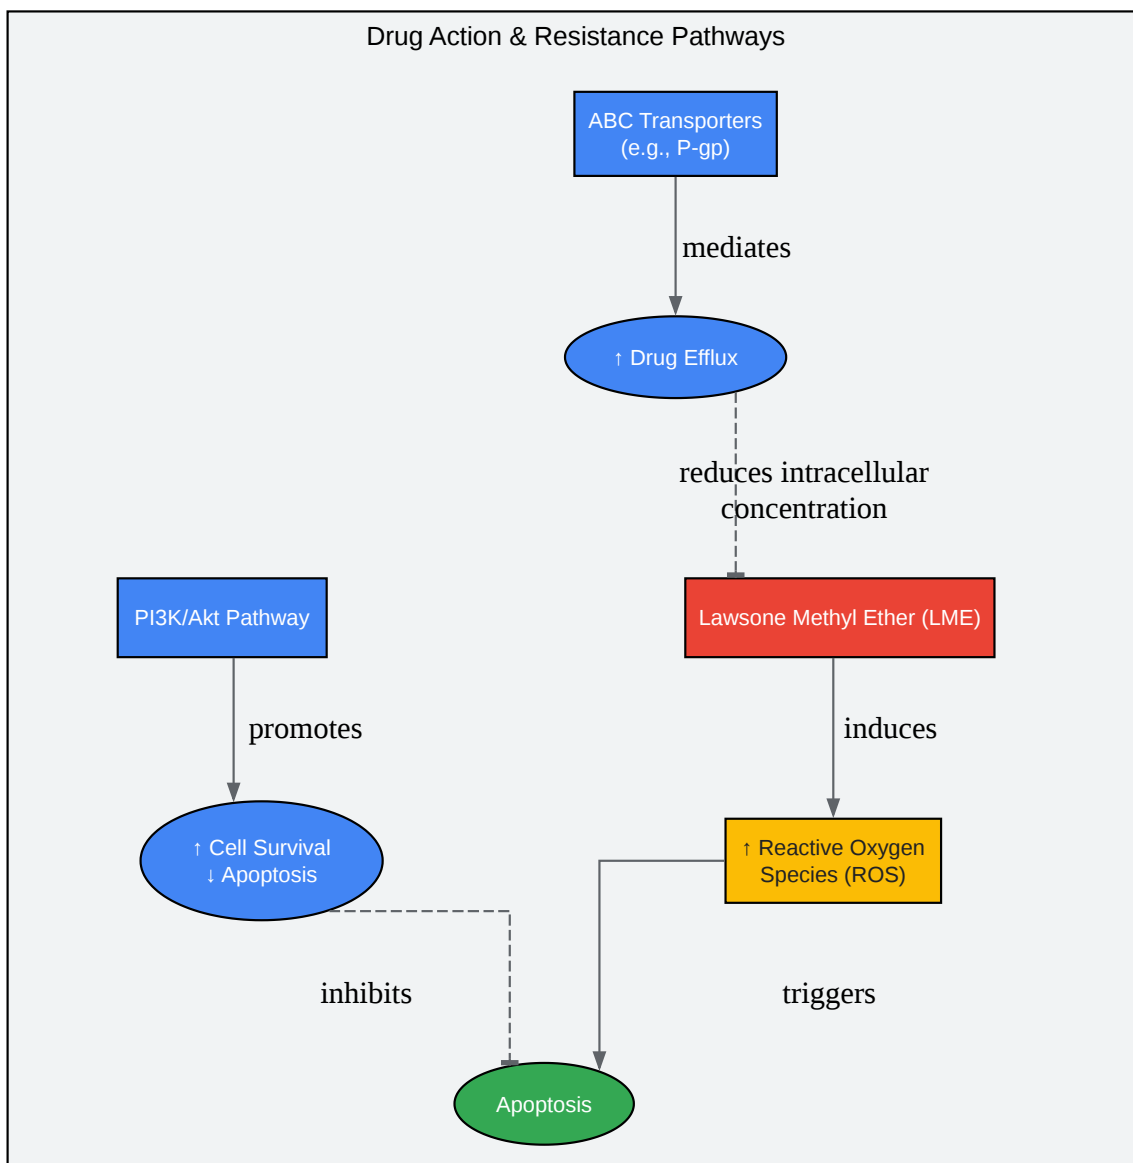 Drug Action & Resistance Pathways
ABC Transporters
(e.g., P-gp)
mediates
↑ Drug Efflux
reduces intracellular
concentration
PI3K/Akt Pathway
Lawsone Methyl Ether (LME)
promotes
induces
↑ Cell Survival
↓ Apoptosis
↑ Reactive Oxygen
Species (ROS)
inhibits
triggers
Apoptosis